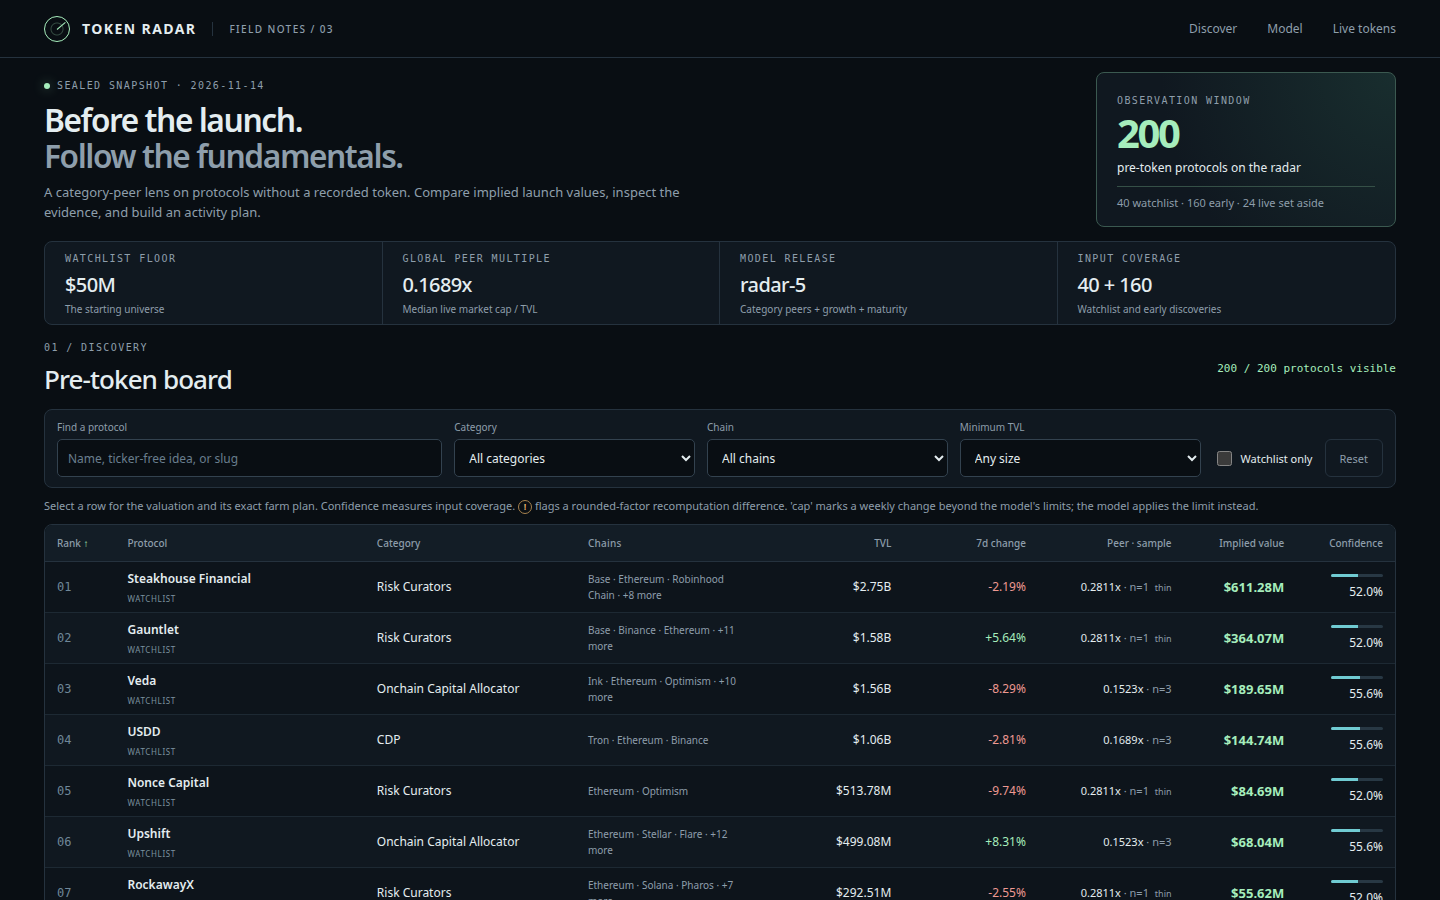 TOKEN RADAR
FIELD NOTES / 03
Discover
Model
Live tokens
SEALED SNAPSHOT · 2026-11-14
Before the launch.
Follow the fundamentals.
A category-peer lens on protocols without a recorded token. Compare implied launch values, inspect the
evidence, and build an activity plan.
OBSERVATION WINDOW
200
pre-token protocols on the radar
40 watchlist · 160 early · 24 live set aside
WATCHLIST FLOOR
$50M
The starting universe
GLOBAL PEER MULTIPLE
0.1689x
Median live market cap / TVL
MODEL RELEASE
radar-5
Category peers + growth + maturity
INPUT COVERAGE
40 + 160
Watchlist and early discoveries
01 / DISCOVERY
Pre-token board
200 / 200 protocols visible
Find a protocol
Name, ticker-free idea, or slug
Category
All categories
Chain
All chains
Minimum TVL
Any size
Watchlist only
Reset
Select a row for the valuation and its exact farm plan. Confidence measures input coverage. ! flags a rounded-factor recomputation difference. 'cap' marks a weekly change beyond the model's limits; the model applies the limit instead.
Rank ↑ Protocol Category Chains TVL 7d change Peer · sample Implied value Confidence
01 Steakhouse Financial WATCHLIST Risk Curators Base · Ethereum · Robinhood
Chain · +8 more $2.75B -2.19% 0.2811x · n=1 thin $611.28M 52.0%
02 Gauntlet WATCHLIST Risk Curators Base · Binance · Ethereum · +11
more $1.58B +5.64% 0.2811x · n=1 thin $364.07M 52.0%
03 Veda WATCHLIST Onchain Capital Allocator Ink · Ethereum · Optimism · +10
more $1.56B -8.29% 0.1523x · n=3 $189.65M 55.6%
04 USDD WATCHLIST CDP Tron · Ethereum · Binance $1.06B -2.81% 0.1689x · n=3 $144.74M 55.6%
05 Nonce Capital WATCHLIST Risk Curators Ethereum · Optimism $513.78M -9.74% 0.2811x · n=1 thin $84.69M 52.0%
06 Upshift WATCHLIST Onchain Capital Allocator Ethereum · Stellar · Flare · +12
more $499.08M +8.31% 0.1523x · n=3 $68.04M 55.6%
07 RockawayX Risk Curators Ethereum · Solana · Pharos · +7
$292.51M -2.55% 0.2811x · n=1 thin $55.62M 52.0%